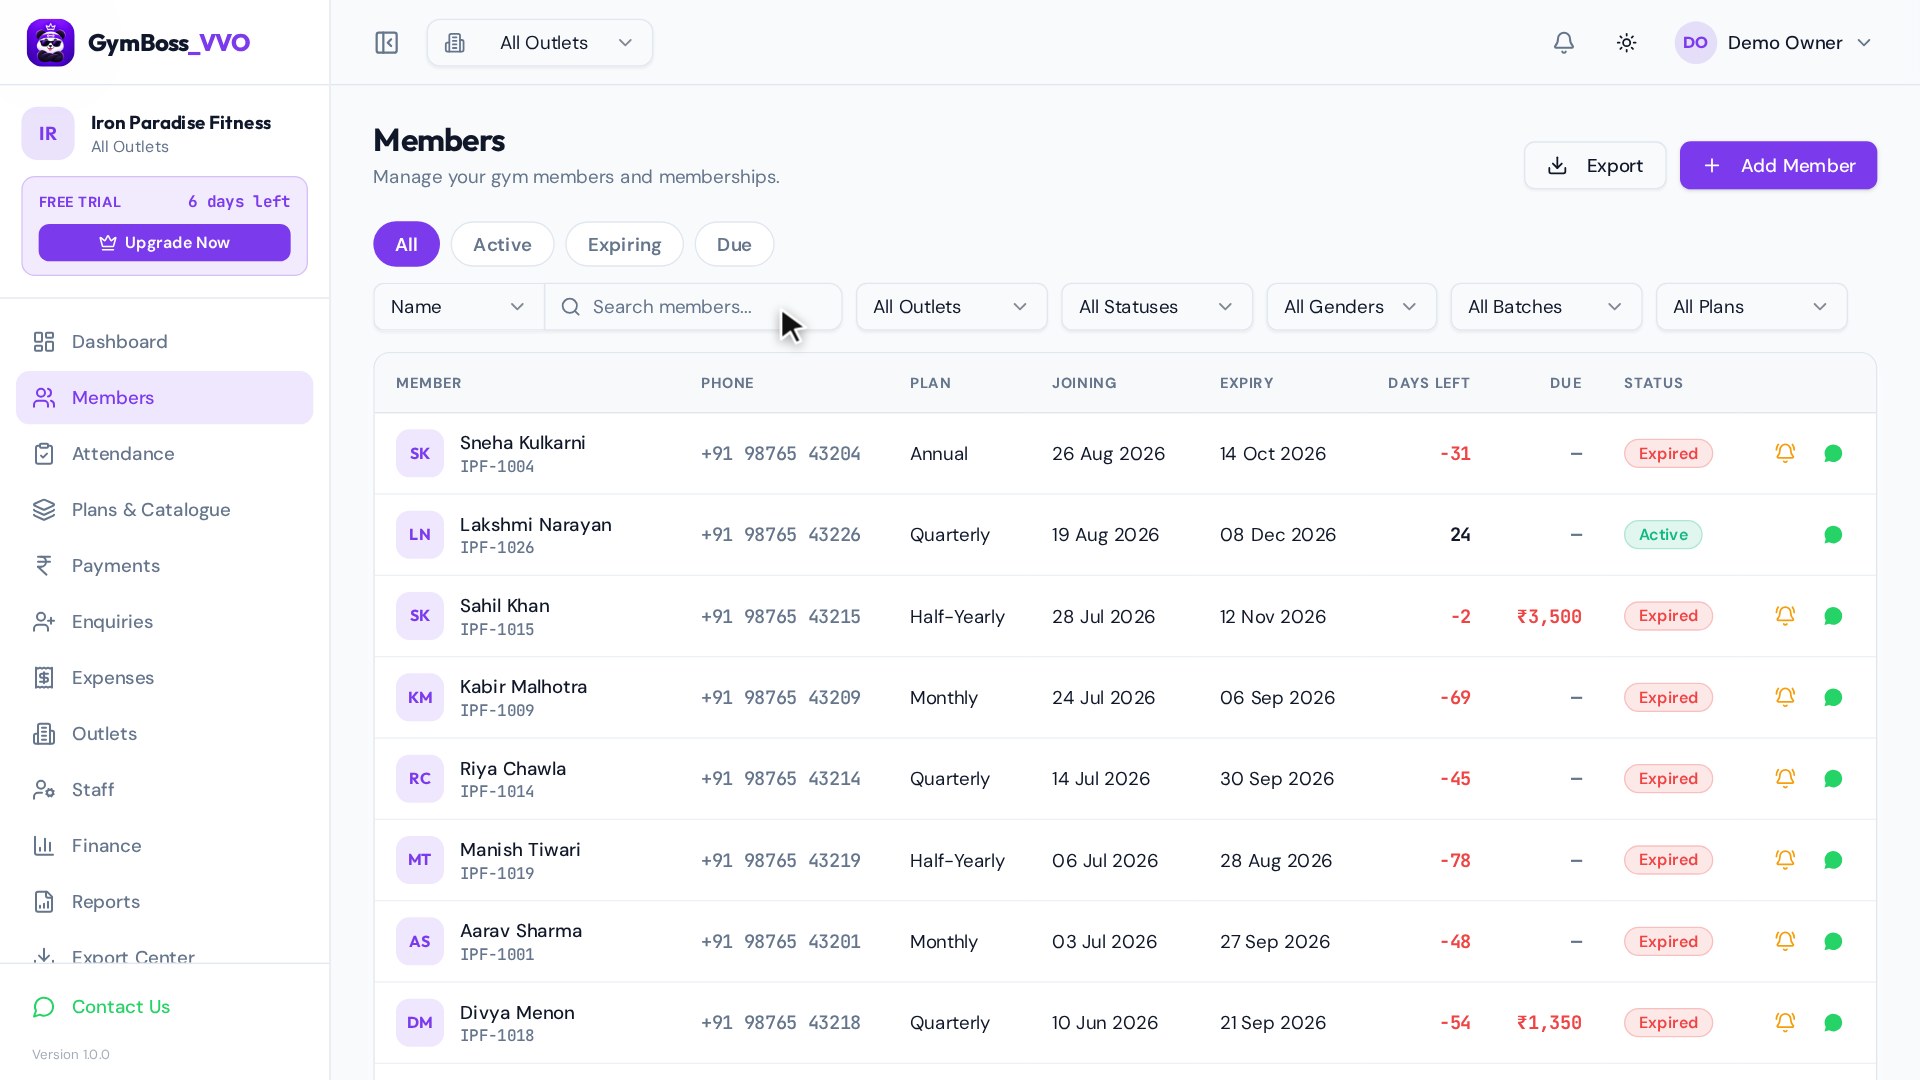 GymBoss_VVO
All Outlets
DO Demo Owner
IR Iron Paradise Fitness
All Outlets
FREE TRIAL 6 days left
Upgrade Now
Dashboard
Members
Attendance
Plans & Catalogue
Payments
Enquiries
Expenses
Outlets
Staff
Finance
Reports
Export Center
Contact Us
Version 1.0.0
Members
Manage your gym members and memberships.
Export
Add Member
All Active Expiring Due
Name Search members... All Outlets All Statuses All Genders All Batches All Plans
MEMBER PHONE PLAN JOINING EXPIRY DAYS LEFT DUE STATUS
SK Sneha Kulkarni IPF-1004 +91 98765 43204 Annual 26 Aug 2026 14 Oct 2026 -31 — Expired
LN Lakshmi Narayan IPF-1026 +91 98765 43226 Quarterly 19 Aug 2026 08 Dec 2026 24 — Active
SK Sahil Khan IPF-1015 +91 98765 43215 Half-Yearly 28 Jul 2026 12 Nov 2026 -2 ₹3,500 Expired
KM Kabir Malhotra IPF-1009 +91 98765 43209 Monthly 24 Jul 2026 06 Sep 2026 -69 — Expired
RC Riya Chawla IPF-1014 +91 98765 43214 Quarterly 14 Jul 2026 30 Sep 2026 -45 — Expired
MT Manish Tiwari IPF-1019 +91 98765 43219 Half-Yearly 06 Jul 2026 28 Aug 2026 -78 — Expired
AS Aarav Sharma IPF-1001 +91 98765 43201 Monthly 03 Jul 2026 27 Sep 2026 -48 — Expired
DM Divya Menon IPF-1018 +91 98765 43218 Quarterly 10 Jun 2026 21 Sep 2026 -54 ₹1,350 Expired